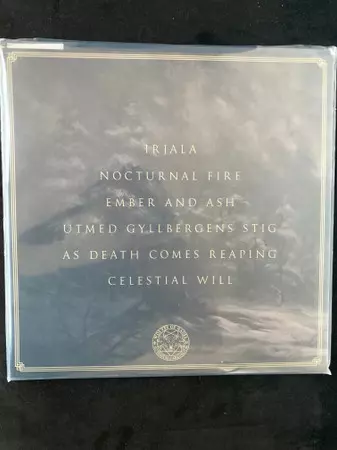 IRJALA
NOCTURNAL FIRE
EMBER AND ASH
UTMED GYLLBERGENS STIG
AS DEATH COMES REAPING
CELESTIAL WILL